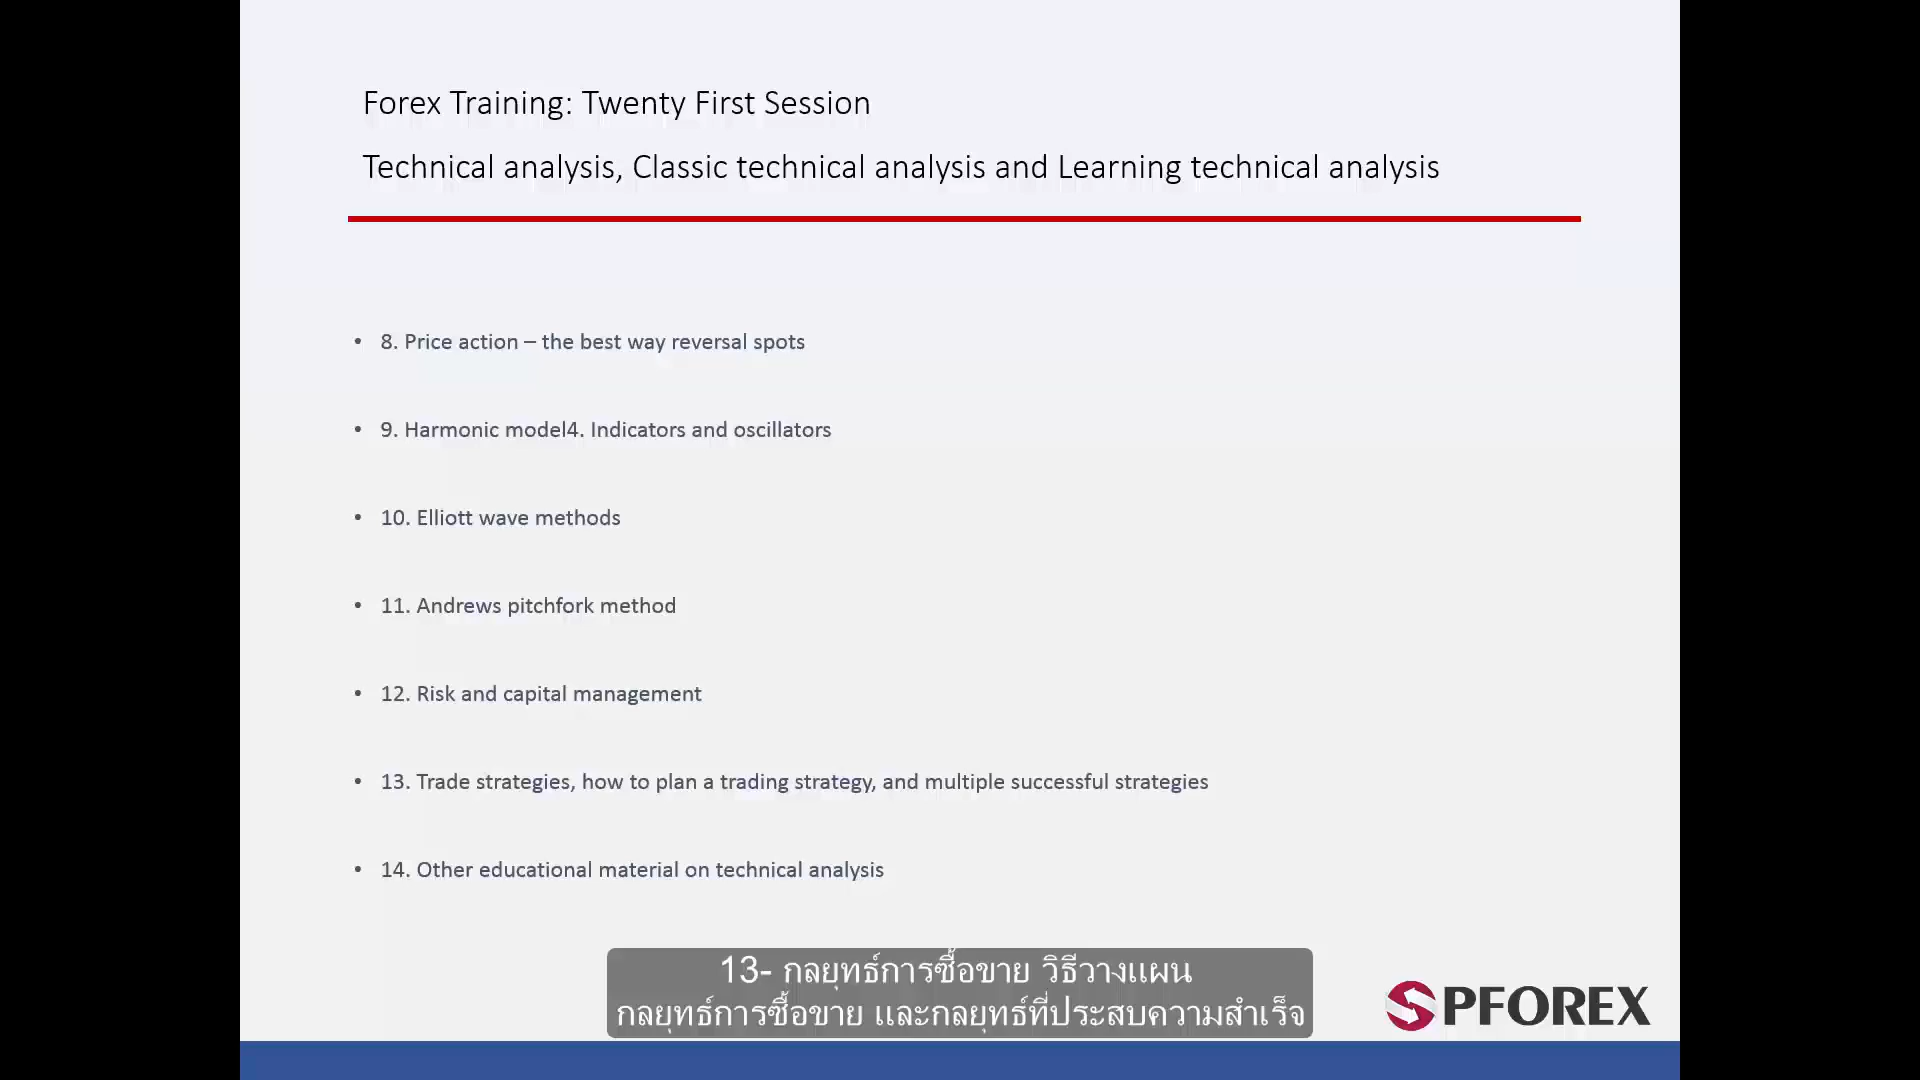 Forex Training: Twenty First Session
Technical analysis, Classic technical analysis and Learning technical analysis
• 8. Price action – the best way reversal spots
• 9. Harmonic model4. Indicators and oscillators
• 10. Elliott wave methods
• 11. Andrews pitchfork method
• 12. Risk and capital management
• 13. Trade strategies, how to plan a trading strategy, and multiple successful strategies
• 14. Other educational material on technical analysis
13- กลยุทธ์การซื้อขาย วิธีวางแผน
กลยุทธ์การซื้อขาย และกลยุทธ์ที่ประสบความสำเร็จ
SPFOREX